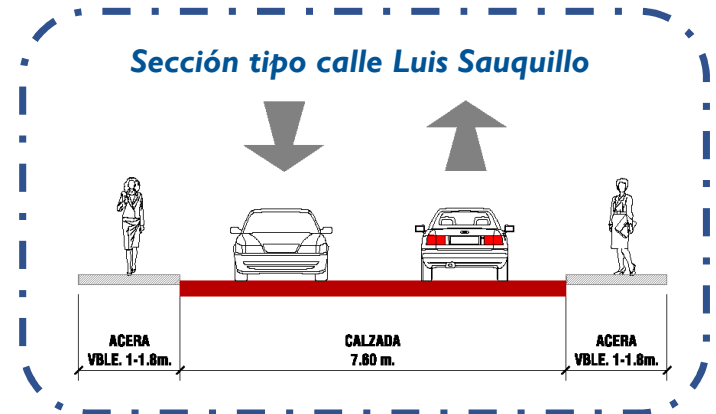 Sección tipo calle Luis Sauquillo
ACERA
VBLE. 1-1.8m.
CALZADA
7.60 m.
ACERA
VBLE. 1-1.8m.